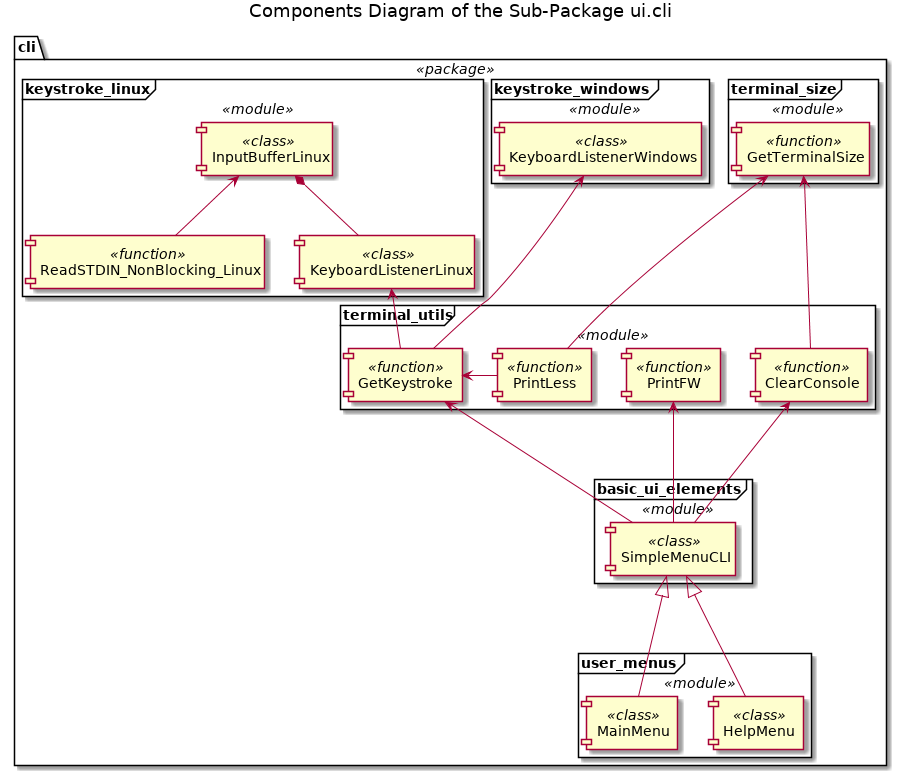 Components Diagram of the Sub-Package ui.cli
cli
«package»
keystroke_linux
«module»
«class»
InputBufferLinux
«function»
ReadSTDIN_NonBlocking_Linux
«class»
KeyboardListenerLinux
keystroke_windows
«module»
«class»
KeyboardListenerWindows
terminal_size
«module»
«function»
GetTerminalSize
terminal_utils
«module»
«function»
GetKeystroke
«function»
PrintLess
«function»
PrintFW
«function»
ClearConsole
basic_ui_elements
«module»
«class»
SimpleMenuCLI
user_menus
«module»
«class»
MainMenu
«class»
HelpMenu